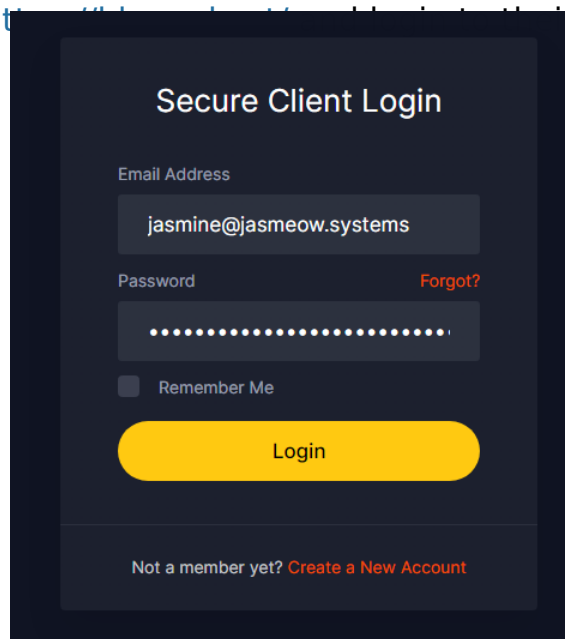 Secure Client Login
Email Address
jasmine@jasmeow.systems
Password Forgot?
••••••••••••••••••••••••••••
Remember Me
Login
Not a member yet? Create a New Account